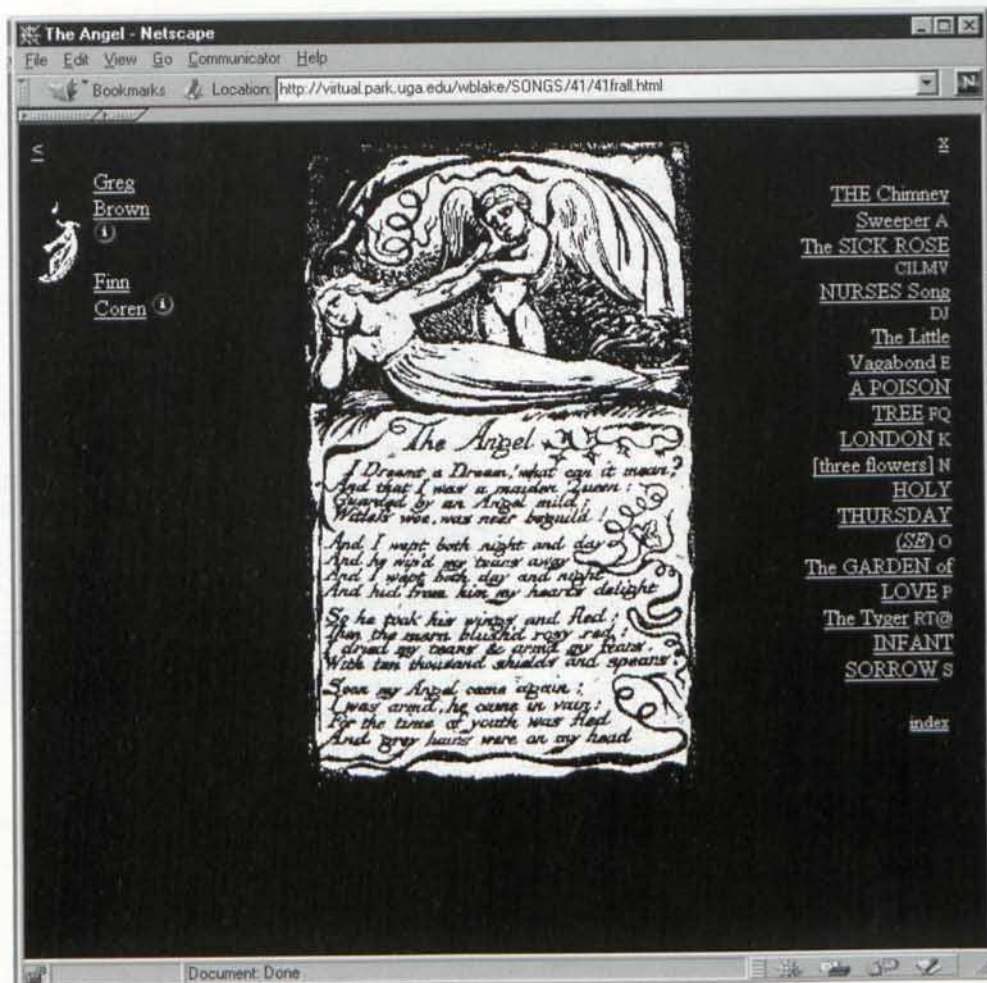 The Angel - Netscape
File Edit View Go Communicator Help
Bookmarks Location: http://virtual.park.uga.edu/wblake/SONGS/41/41frall.html
N
<
Greg
Brown
i
Finn
Coren i
The Angel
I Dreamt a Dream! what can it mean?
And that I was a maiden Queen:
Guarded by an Angel mild;
Witless woe, was neer beguil'd!
And I wept both night and day
And he wip'd my tears away
And I wept both day and night
And hid from him my hearts delight
So he took his wings and fled:
Then the morn blush'd rosy red:
I dried my tears & armd my fears,
With ten thousand shields and spears.
Soon my Angel came again:
I was arm'd, he came in vain:
For the time of youth was fled
And grey hairs were on my head
x
THE Chimney
Sweeper A
The SICK ROSE
CILMV
NURSES Song
DJ
The Little
Vagabond E
A POISON
TREE FQ
LONDON K
[three flowers] N
HOLY
THURSDAY
(SE) O
The GARDEN of
LOVE P
The Tyger RT@
INFANT
SORROW S
index
Document: Done